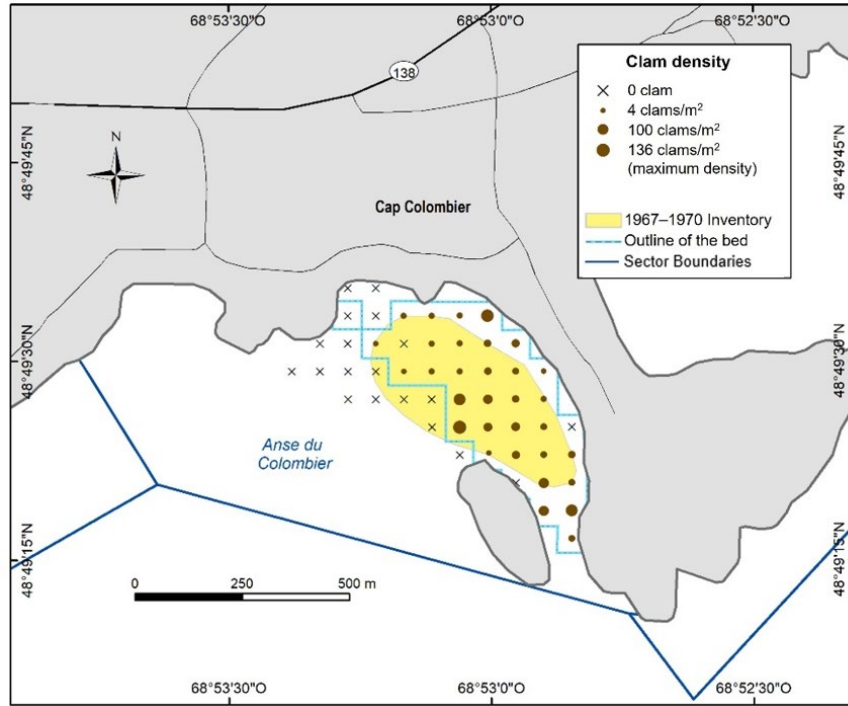 68°53'30"O 68°53'0"O 68°52'30"O
138
Clam density
0 clam
4 clams/m²
100 clams/m²
136 clams/m²
(maximum density)
1967–1970 Inventory
Outline of the bed
Sector Boundaries
N
Cap Colombier
48°49'45"N
48°49'45"N
48°49'30"N
48°49'30"N
Anse du
Colombier
48°49'15"N
48°49'15"N
0 250 500 m
68°53'30"O 68°53'0"O 68°52'30"O